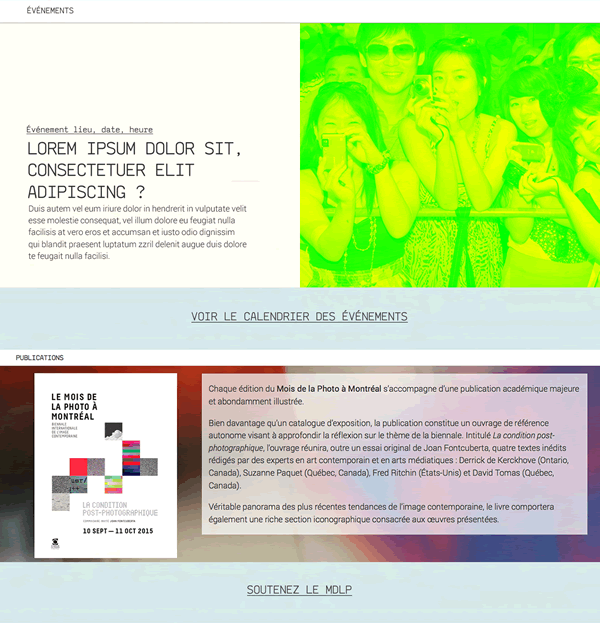 ÉVÉNEMENTS
Événement lieu, date, heure
LOREM IPSUM DOLOR SIT,
CONSECTETUER ELIT
ADIPISCING ?
Duis autem vel eum iriure dolor in hendrerit in vulputate velit
esse molestie consequat, vel illum dolore eu feugiat nulla
facilisis at vero eros et accumsan et iusto odio dignissim
qui blandit praesent luptatum zzril delenit augue duis dolore
te feugait nulla facilisi.
VOIR LE CALENDRIER DES ÉVÉNEMENTS
PUBLICATIONS
LE MOIS DE
LA PHOTO À
MONTRÉAL
BIENNALE
INTERNATIONALE
DE L'IMAGE
CONTEMPORAINE
LA CONDITION
POST-PHOTOGRAPHIQUE
10 SEPT — 11 OCT 2015
Chaque édition du Mois de la Photo à Montréal s'accompagne d'une publication académique majeure
et abondamment illustrée.
Bien davantage qu'un catalogue d'exposition, la publication constitue un ouvrage de référence
autonome visant à approfondir la réflexion sur le thème de la biennale. Intitulé La condition post-
photographique, l'ouvrage réunira, outre un essai original de Joan Fontcuberta, quatre textes inédits
rédigés par des experts en art contemporain et en arts médiatiques : Derrick de Kerckhove (Ontario,
Canada), Suzanne Paquet (Québec, Canada), Fred Ritchin (États-Unis) et David Tomas (Québec,
Canada).
Véritable panorama des plus récentes tendances de l'image contemporaine, le livre comportera
également une riche section iconographique consacrée aux œuvres présentées.
SOUTENEZ LE MDLP